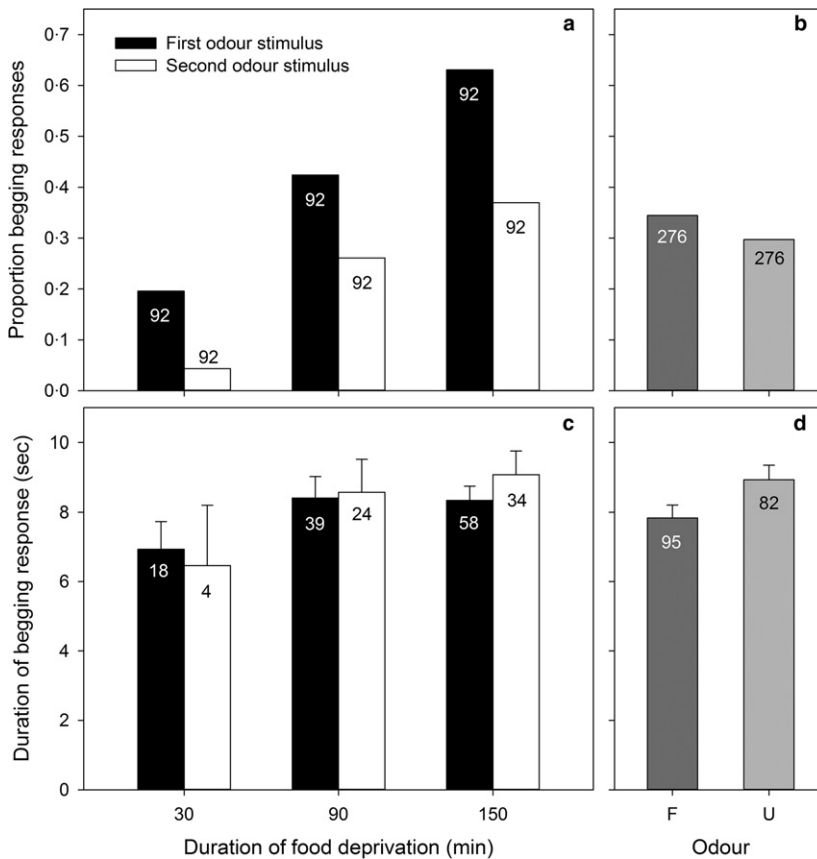 a
b
First odour stimulus
Second odour stimulus
Proportion begging responses
0·7
0·6
0·5
0·4
0·3
0·2
0·1
0·0
92
92
92
92
92
92
276
276
c
d
Duration of begging response (sec)
10
8
6
4
2
0
18
4
39
24
58
34
95
82
30
90
150
F
U
Duration of food deprivation (min)
Odour